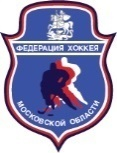 ФЕДЕРАЦИЯ ХОККЕЯ
МОСКОВСКОЙ ОБЛАСТИ